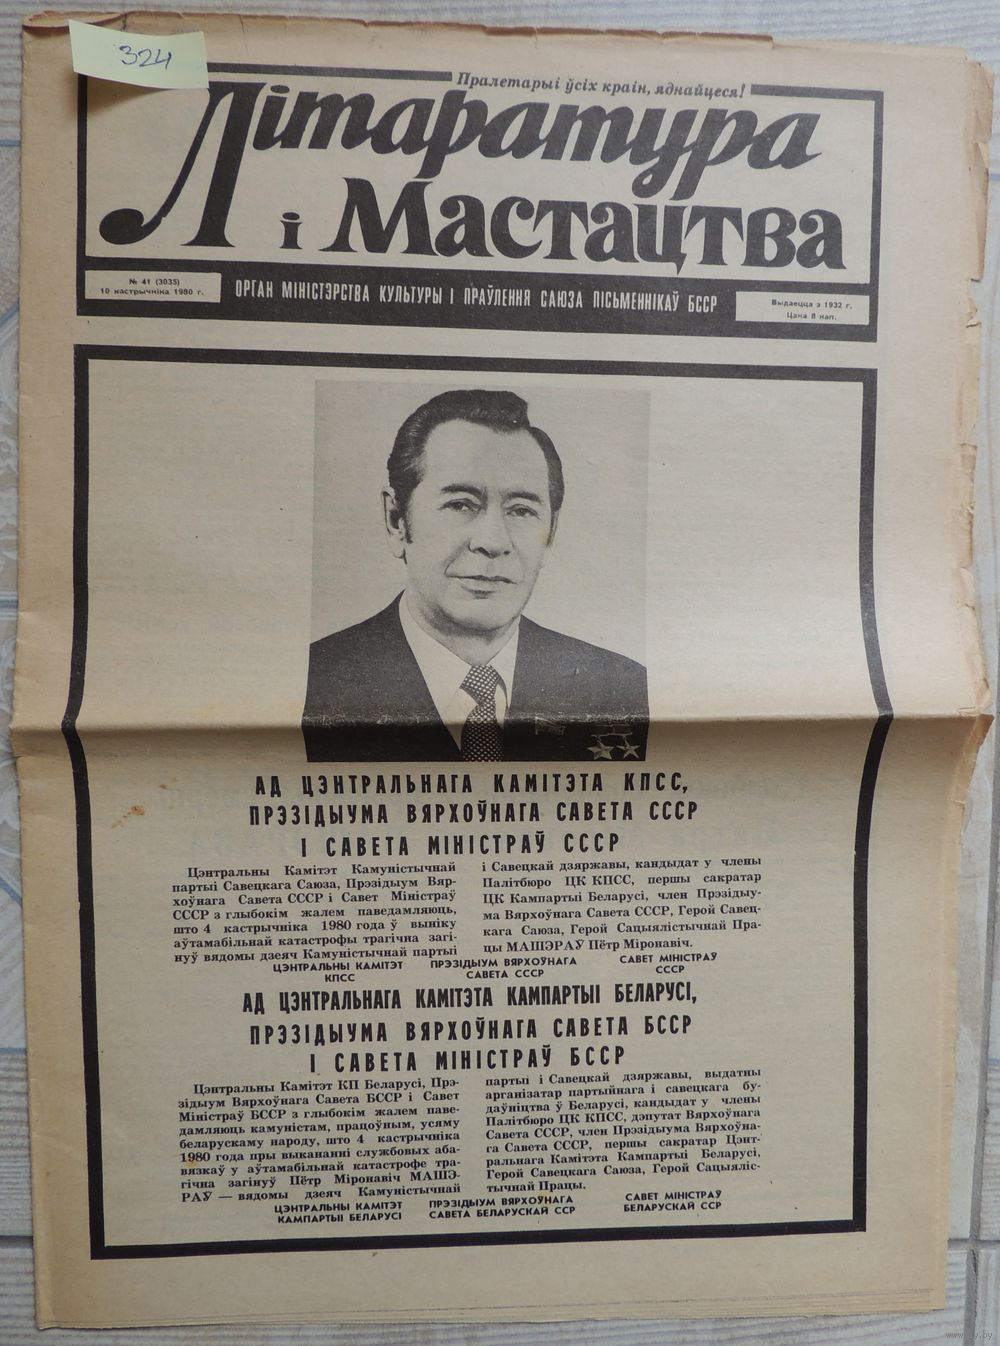 324
Пралетарыі ўсіх краін, яднайцеся!
Літаратура
і Мастацтва
№ 41 (3035)
10 кастрычніка 1980 г.
ОРГАН МІНІСТЭРСТВА КУЛЬТУРЫ І ПРАЎЛЕННЯ САЮЗА ПІСЬМЕННІКАЎ БССР
Выдаецца з 1932 г.
Цана 8 кап.
АД ЦЭНТРАЛЬНАГА КАМІТЭТА КПСС,
ПРЭЗІДЫУМА ВЯРХОЎНАГА САВЕТА СССР
І САВЕТА МІНІСТРАЎ СССР
Цэнтральны Камітэт Камуністычнай
партыі Савецкага Саюза, Прэзідыум Вяр-
хоўнага Савета СССР і Савет Міністраў
СССР з глыбокім жалем паведамляюць,
што 4 кастрычніка 1980 года ў выніку
аўтамабільнай катастрофы трагічна загі-
нуў вядомы дзеяч Камуністычнай партыі
і Савецкай дзяржавы, кандыдат у члены
Палітбюро ЦК КПСС, першы сакратар
ЦК Кампартыі Беларусі, член Прэзідыу-
ма Вярхоўнага Савета СССР, Герой Савец-
кага Саюза, Герой Сацыялістычнай Пра-
цы МАШЭРАЎ Пётр Міронавіч.
ЦЭНТРАЛЬНЫ КАМІТЭТ
КПСС
ПРЭЗІДЫУМ ВЯРХОЎНАГА
САВЕТА СССР
САВЕТ МІНІСТРАЎ
СССР
АД ЦЭНТРАЛЬНАГА КАМІТЭТА КАМПАРТЫІ БЕЛАРУСІ,
ПРЭЗІДЫУМА ВЯРХОЎНАГА САВЕТА БССР
І САВЕТА МІНІСТРАЎ БССР
Цэнтральны Камітэт КП Беларусі, Прэ-
зідыум Вярхоўнага Савета БССР і Савет
Міністраў БССР з глыбокім жалем паве-
дамляюць камуністам, працоўным, усяму
беларускаму народу, што 4 кастрычніка
1980 года пры выкананні службовых аба-
вязкаў у аўтамабільнай катастрофе тра-
гічна загінуў Пётр Міронавіч МАШЭ-
РАЎ — вядомы дзеяч Камуністычнай
партыі і Савецкай дзяржавы, выдатны
арганізатар партыйнага і савецкага бу-
даўніцтва ў Беларусі, кандыдат у члены
Палітбюро ЦК КПСС, дэпутат Вярхоўнага
Савета СССР, член Прэзідыума Вярхоўна-
га Савета СССР, першы сакратар Цэнт-
ральнага Камітэта Кампартыі Беларусі,
Герой Савецкага Саюза, Герой Сацыяліс-
тычнай Працы.
ЦЭНТРАЛЬНЫ КАМІТЭТ
КАМПАРТЫІ БЕЛАРУСІ
ПРЭЗІДЫУМ ВЯРХОЎНАГА
САВЕТА БЕЛАРУСКАЙ ССР
САВЕТ МІНІСТРАЎ
БЕЛАРУСКАЙ ССР